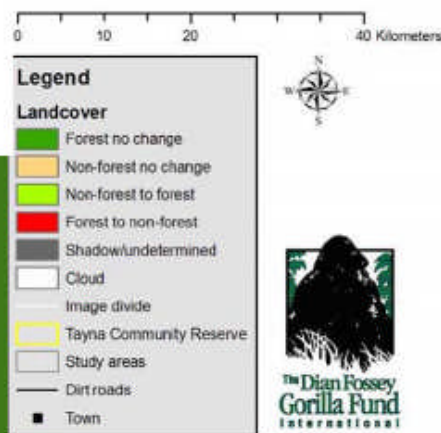 0 10 20 40 Kilometers
Legend
Landcover
Forest no change
Non-forest no change
Non-forest to forest
Forest to non-forest
Shadow/undetermined
Cloud
Image divide
Tayna Community Reserve
Study areas
Dirt roads
Town
N
W E
S
The Dian Fossey
Gorilla Fund
International